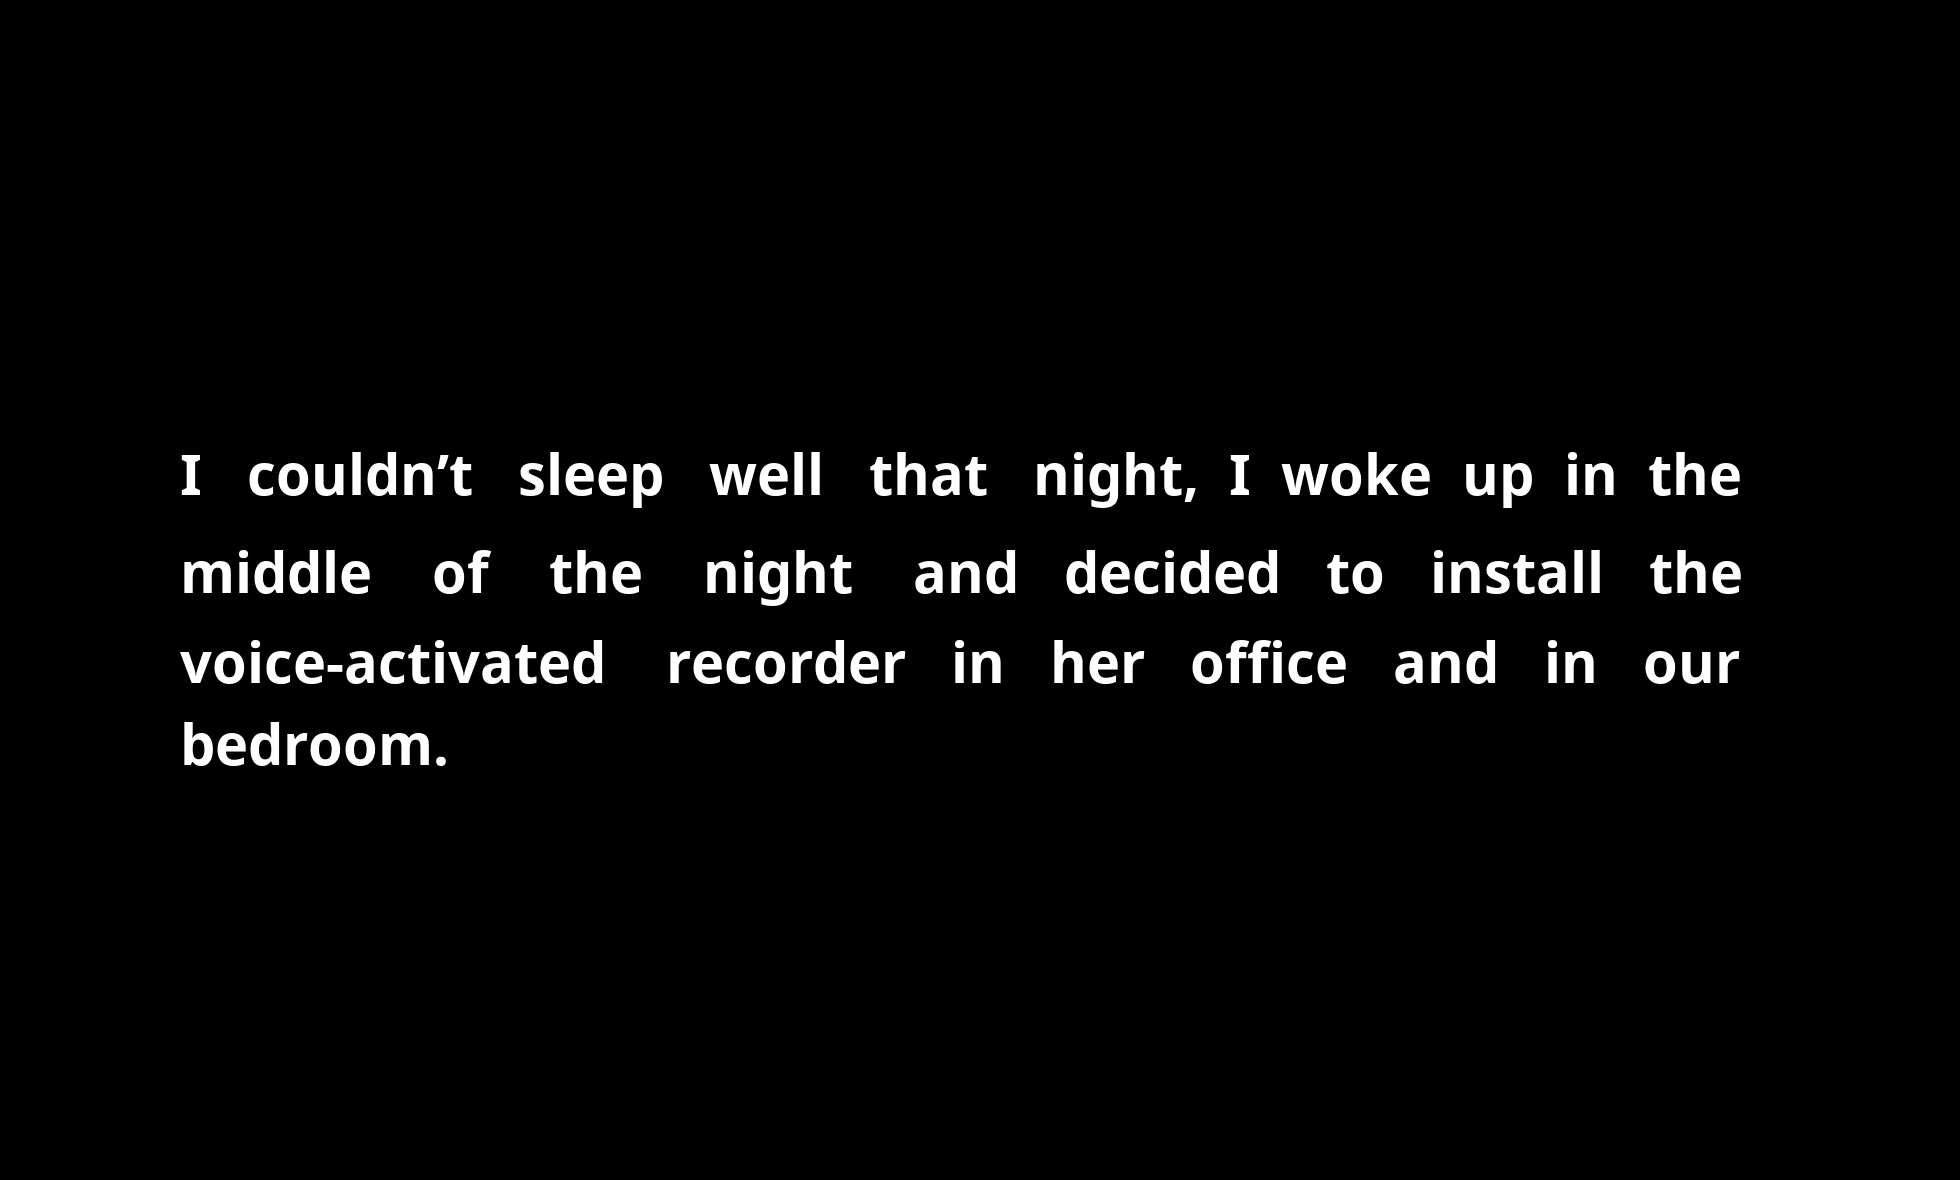 I couldn’t sleep well that night, I woke up in the
middle of the night and decided to install the
voice-activated recorder in her office and in our
bedroom.